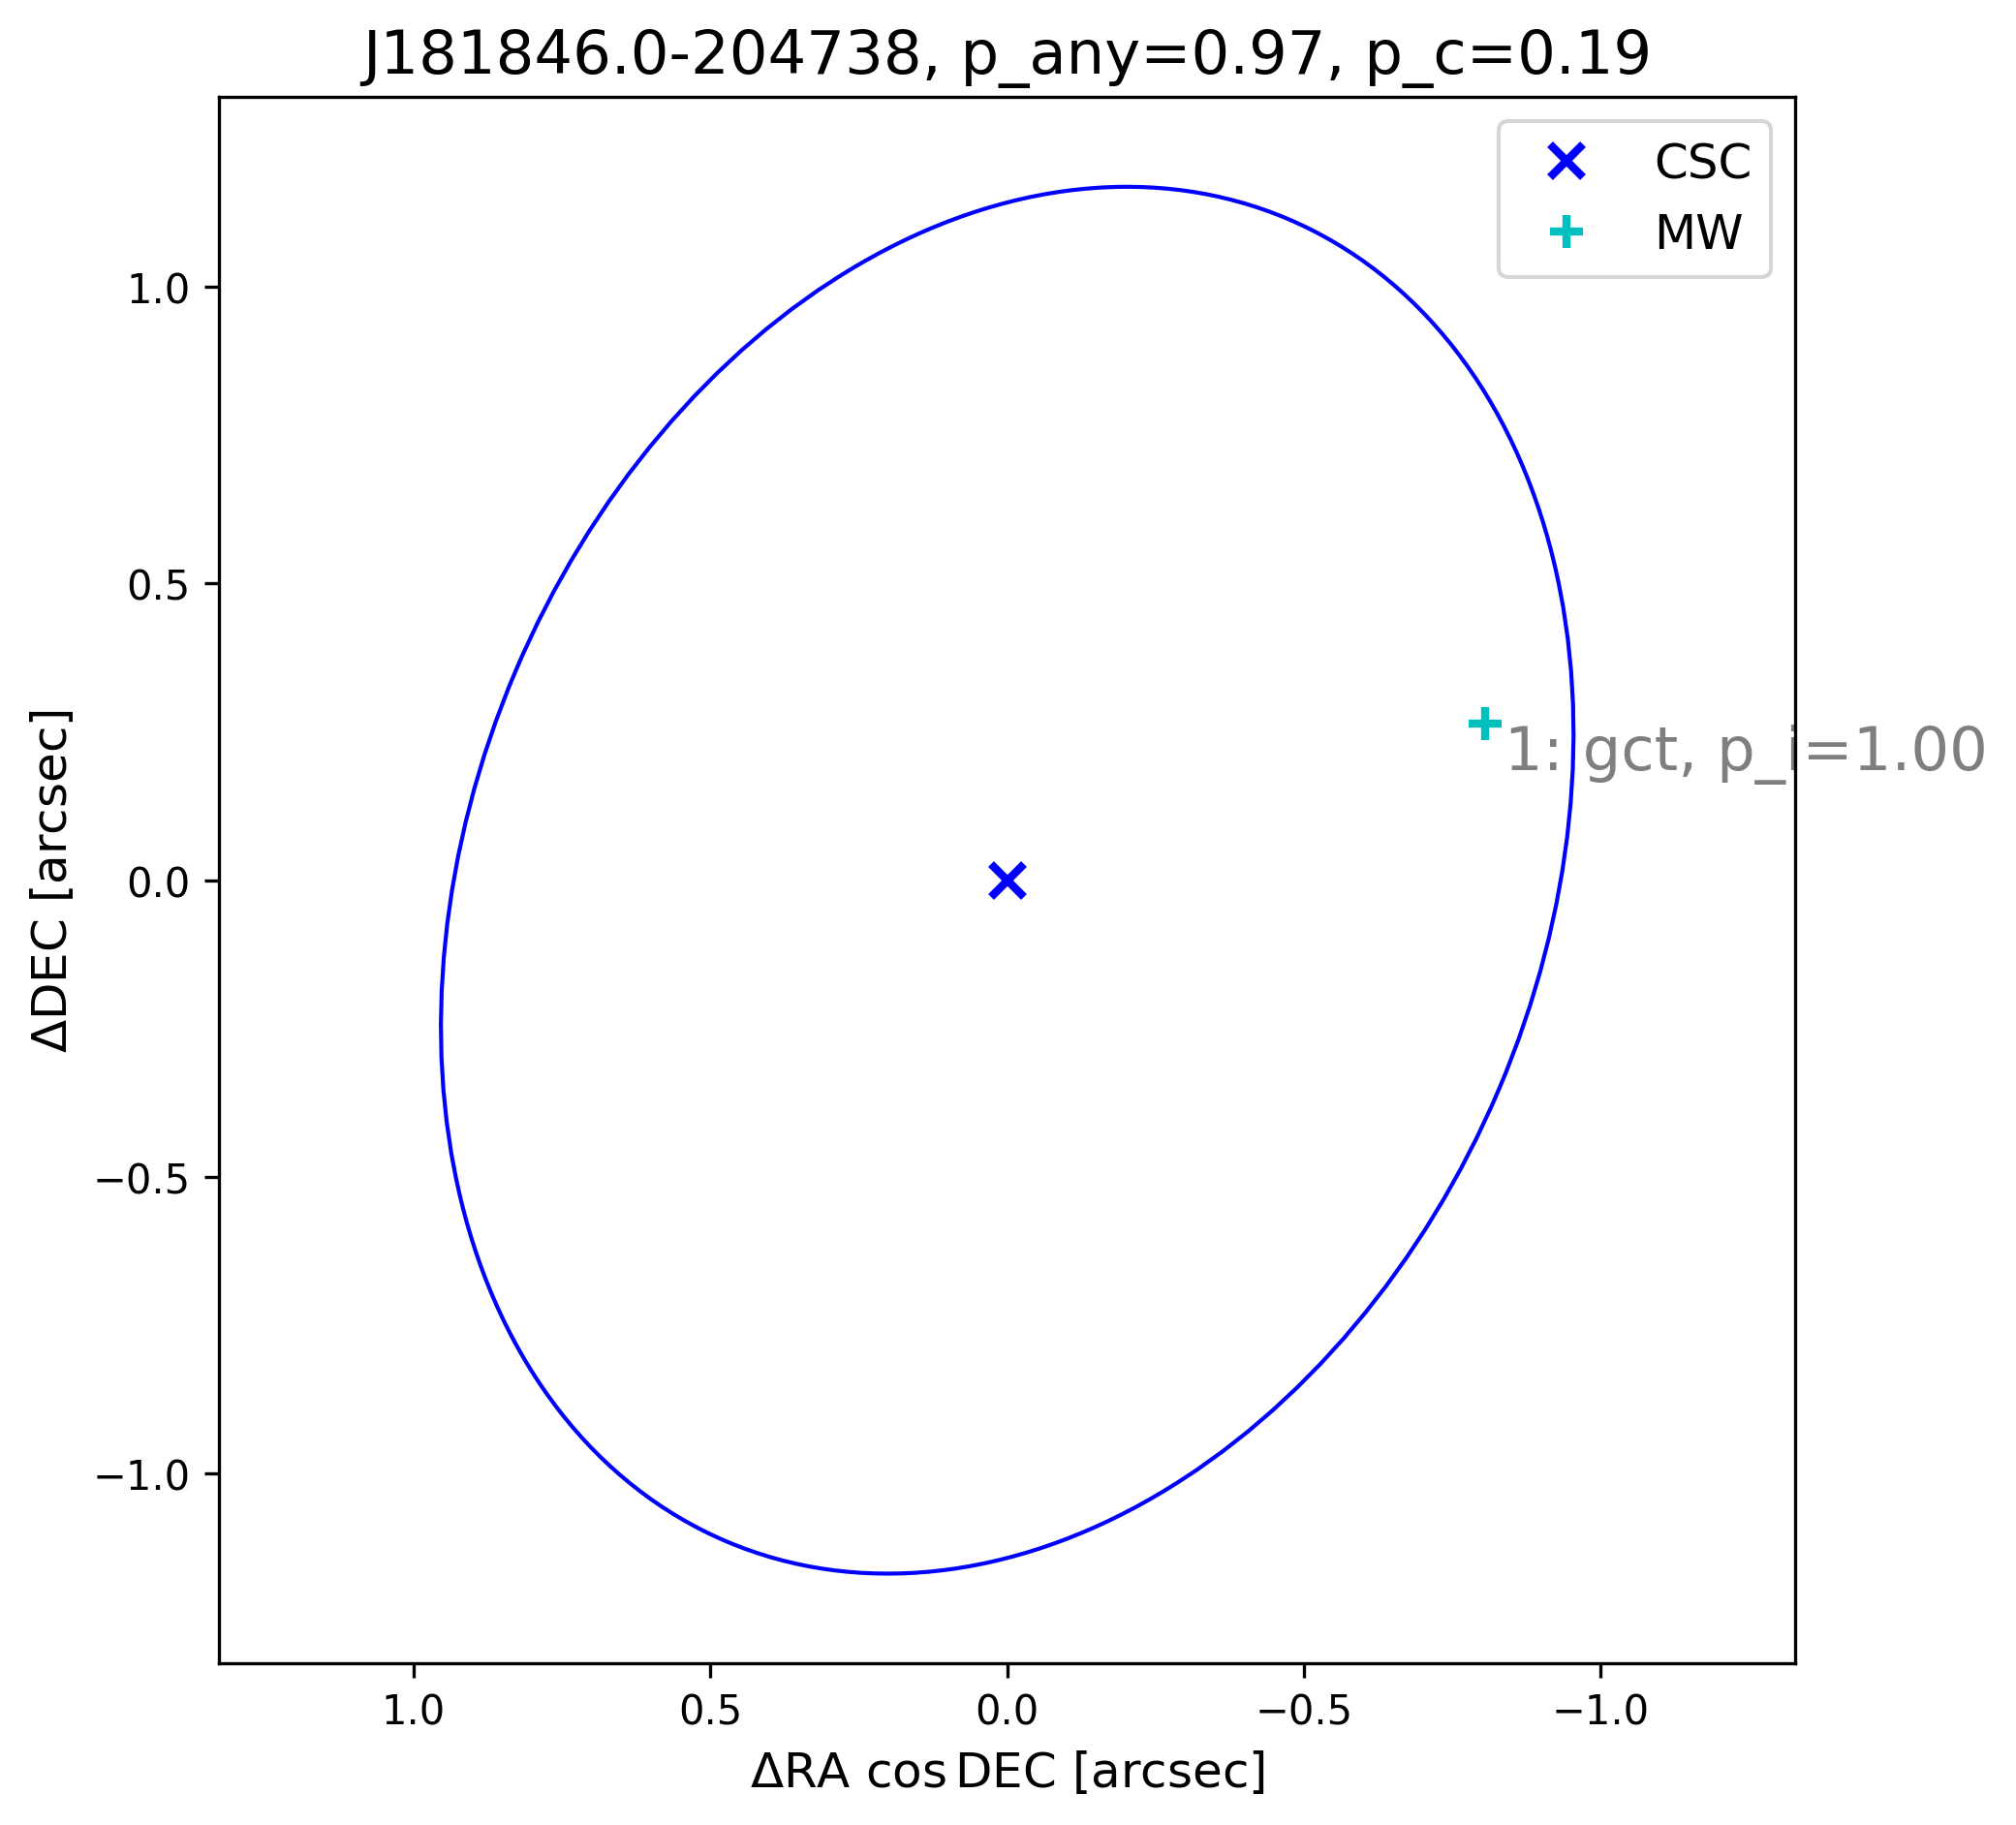 J181846.0-204738, p_any=0.97, p_c=0.19
CSC
MW
1.0
0.5
0.0
−0.5
−1.0
ΔDEC [arcsec]
1: gct, p_i=1.00
1.0
0.5
0.0
−0.5
−1.0
ΔRA cos DEC [arcsec]